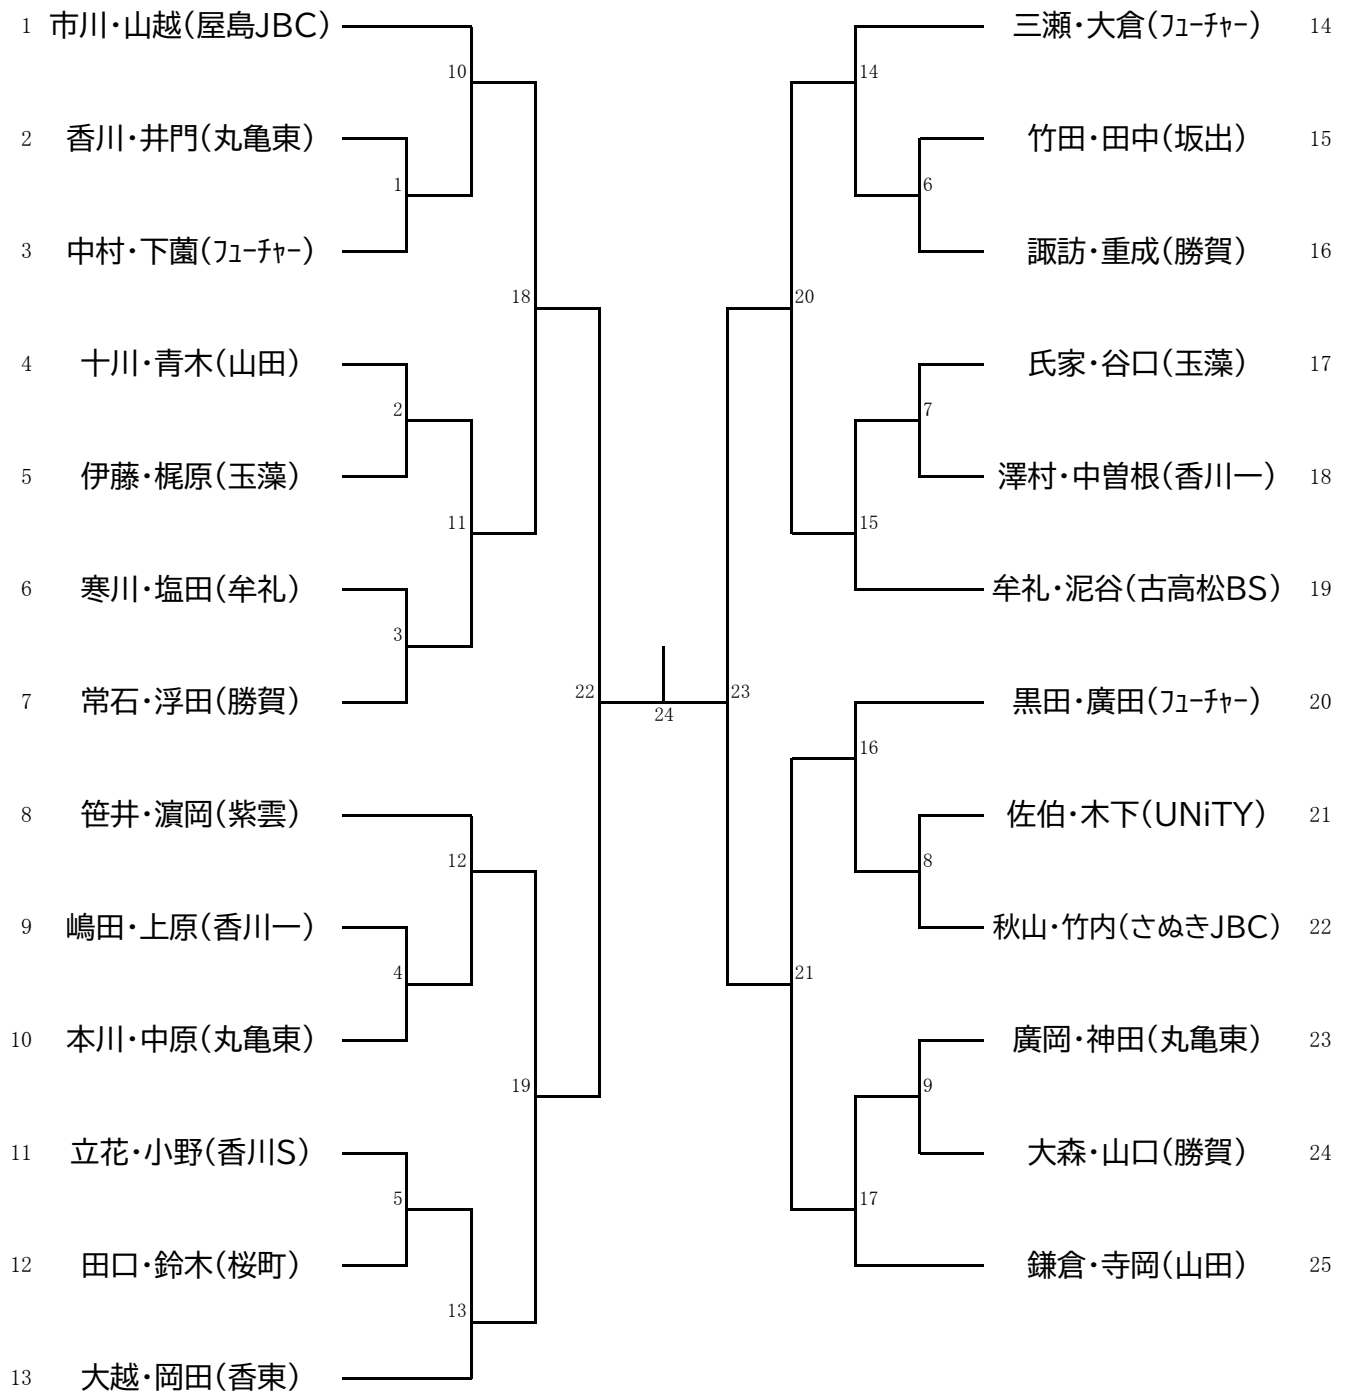 1 市川・山越(屋島JBC)
10
2 香川・井門(丸亀東)
1
3 中村・下薗(ﾌｭｰﾁｬｰ)
18
4 十川・青木(山田)
2
5 伊藤・梶原(玉藻)
11
6 寒川・塩田(牟礼)
3
7 常石・浮田(勝賀)
22
8 笹井・濵岡(紫雲)
12
9 嶋田・上原(香川一)
4
10 本川・中原(丸亀東)
19
11 立花・小野(香川S)
5
12 田口・鈴木(桜町)
13
13 大越・岡田(香東)
24
三瀬・大倉(ﾌｭｰﾁｬｰ) 14
14
竹田・田中(坂出) 15
6
諏訪・重成(勝賀) 16
20
氏家・谷口(玉藻) 17
7
澤村・中曽根(香川一) 18
15
牟礼・泥谷(古高松BS) 19
23
黒田・廣田(ﾌｭｰﾁｬｰ) 20
16
佐伯・木下(UNiTY) 21
8
秋山・竹内(さぬきJBC) 22
21
廣岡・神田(丸亀東) 23
9
大森・山口(勝賀) 24
17
鎌倉・寺岡(山田) 25